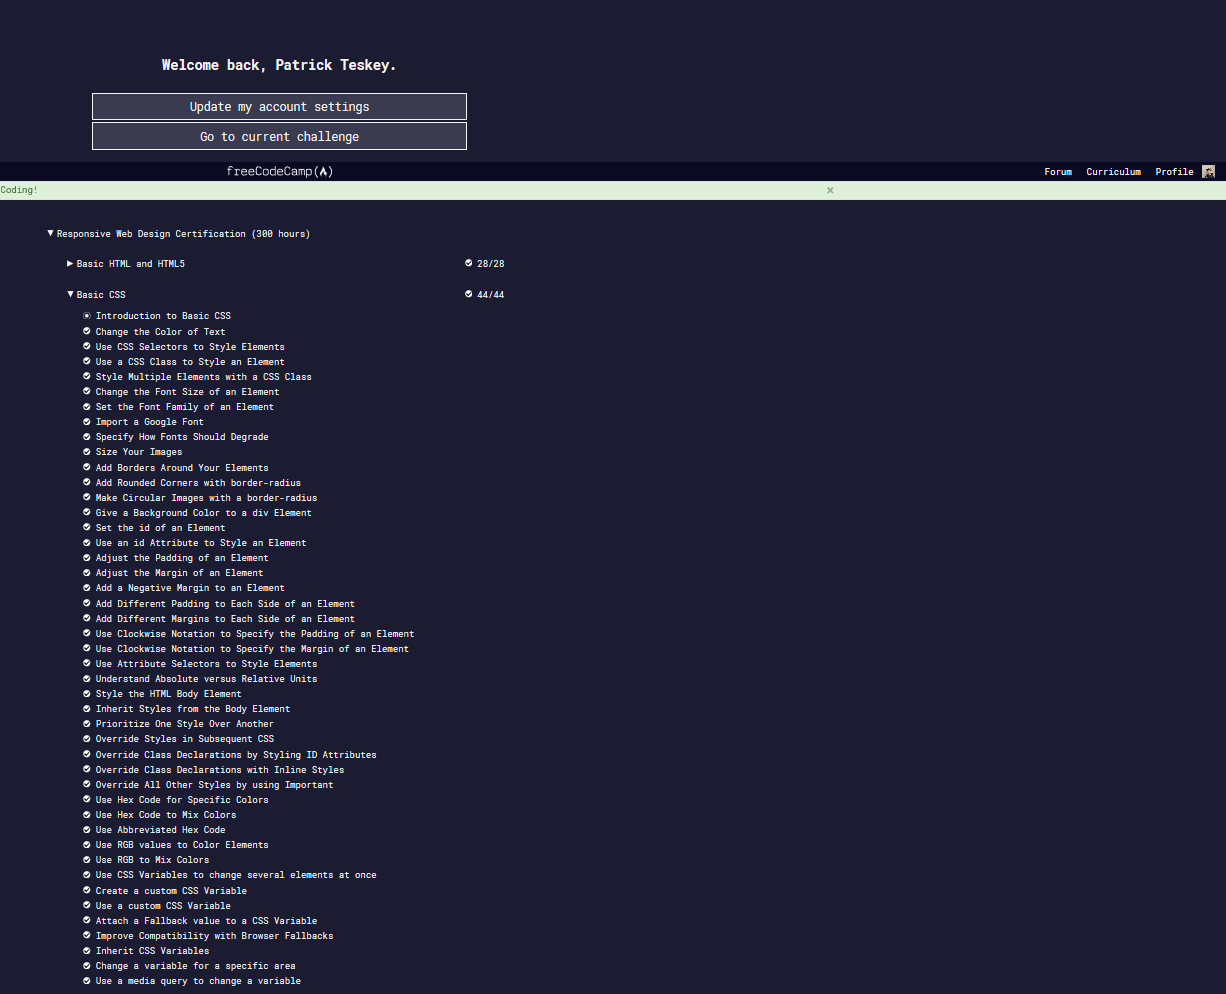 Welcome back, Patrick Teskey.
Update my account settings
Go to current challenge
freeCodeCamp(🔥)
Forum Curriculum Profile
Coding! ×
▼ Responsive Web Design Certification (300 hours)
▶ Basic HTML and HTML5 28/28
▼ Basic CSS 44/44
Introduction to Basic CSS
Change the Color of Text
Use CSS Selectors to Style Elements
Use a CSS Class to Style an Element
Style Multiple Elements with a CSS Class
Change the Font Size of an Element
Set the Font Family of an Element
Import a Google Font
Specify How Fonts Should Degrade
Size Your Images
Add Borders Around Your Elements
Add Rounded Corners with border-radius
Make Circular Images with a border-radius
Give a Background Color to a div Element
Set the id of an Element
Use an id Attribute to Style an Element
Adjust the Padding of an Element
Adjust the Margin of an Element
Add a Negative Margin to an Element
Add Different Padding to Each Side of an Element
Add Different Margins to Each Side of an Element
Use Clockwise Notation to Specify the Padding of an Element
Use Clockwise Notation to Specify the Margin of an Element
Use Attribute Selectors to Style Elements
Understand Absolute versus Relative Units
Style the HTML Body Element
Inherit Styles from the Body Element
Prioritize One Style Over Another
Override Styles in Subsequent CSS
Override Class Declarations by Styling ID Attributes
Override Class Declarations with Inline Styles
Override All Other Styles by using Important
Use Hex Code for Specific Colors
Use Hex Code to Mix Colors
Use Abbreviated Hex Code
Use RGB values to Color Elements
Use RGB to Mix Colors
Use CSS Variables to change several elements at once
Create a custom CSS Variable
Use a custom CSS Variable
Attach a Fallback value to a CSS Variable
Improve Compatibility with Browser Fallbacks
Inherit CSS Variables
Change a variable for a specific area
Use a media query to change a variable